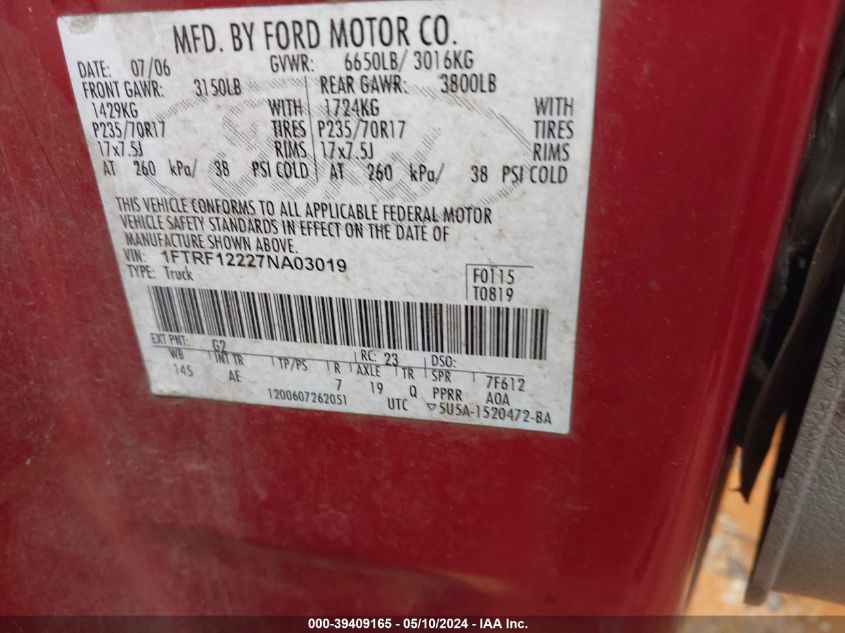 MFD. BY FORD MOTOR CO.
DATE: 07/06 GVWR: 6650LB/ 3016KG
FRONT GAWR: 3150LB REAR GAWR: 3800LB
1429KG WITH 1724KG WITH
P235/70R17 TIRES P235/70R17 TIRES
17x7.5J RIMS 17x7.5J RIMS
AT 260 kPa/ 38 PSI COLD AT 260 kPa/ 38 PSI COLD
THIS VEHICLE CONFORMS TO ALL APPLICABLE FEDERAL MOTOR
VEHICLE SAFETY STANDARDS IN EFFECT ON THE DATE OF
MANUFACTURE SHOWN ABOVE.
VIN: 1FTRF12227NA03019
TYPE: Truck
F0115
T0819
EXT PNT: G2 RC: 23 DSO:
WB INT TR TP/PS R AXLE TR SPR 7F612
145 AE 7 19 Q PPRR A0A
1200607262051 UTC ▽5U5A-1520472-BA
000-39409165 - 05/10/2024 - IAA Inc.